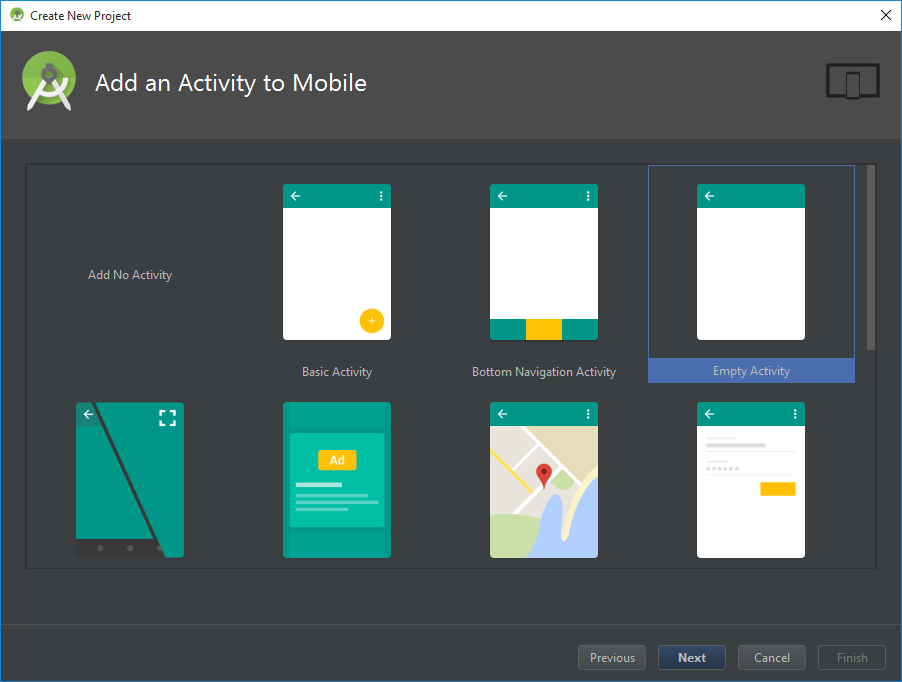 Create New Project
Add an Activity to Mobile
Add No Activity
Basic Activity
Bottom Navigation Activity
Empty Activity
Ad
Previous
Next
Cancel
Finish